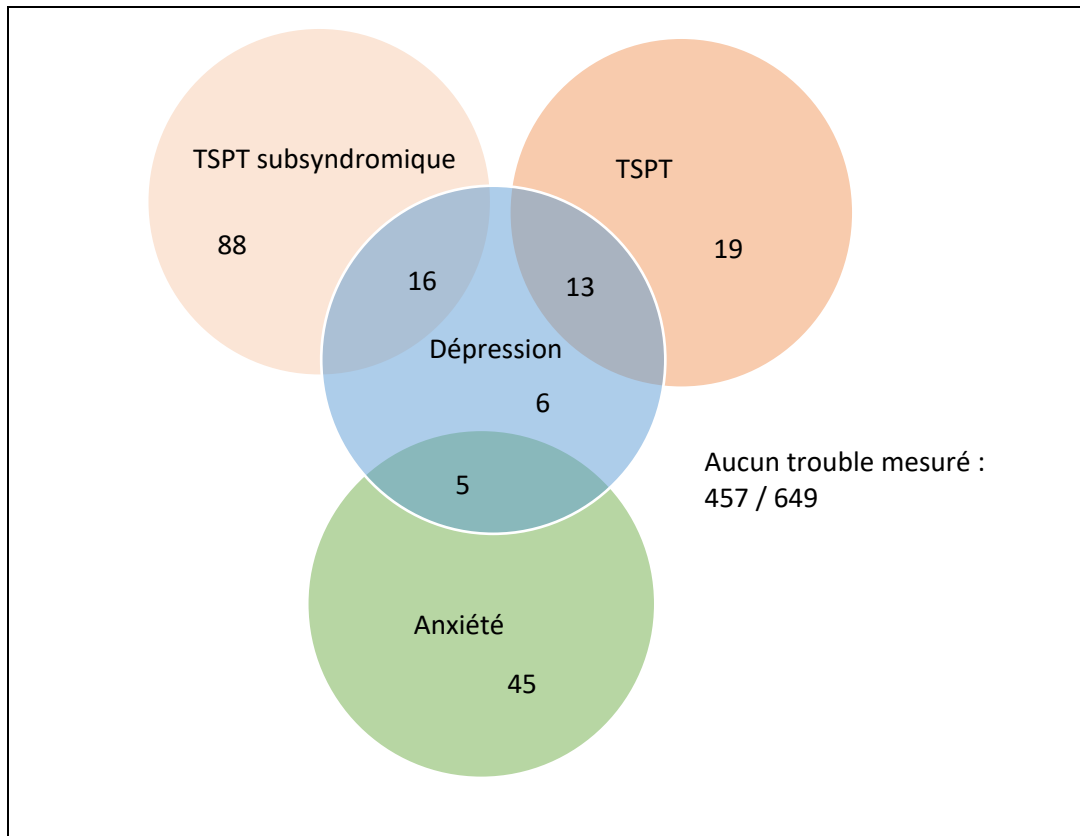 TSPT subsyndromique
TSPT
88
19
16
13
Dépression
6
Aucun trouble mesuré :
457 / 649
5
Anxiété
45